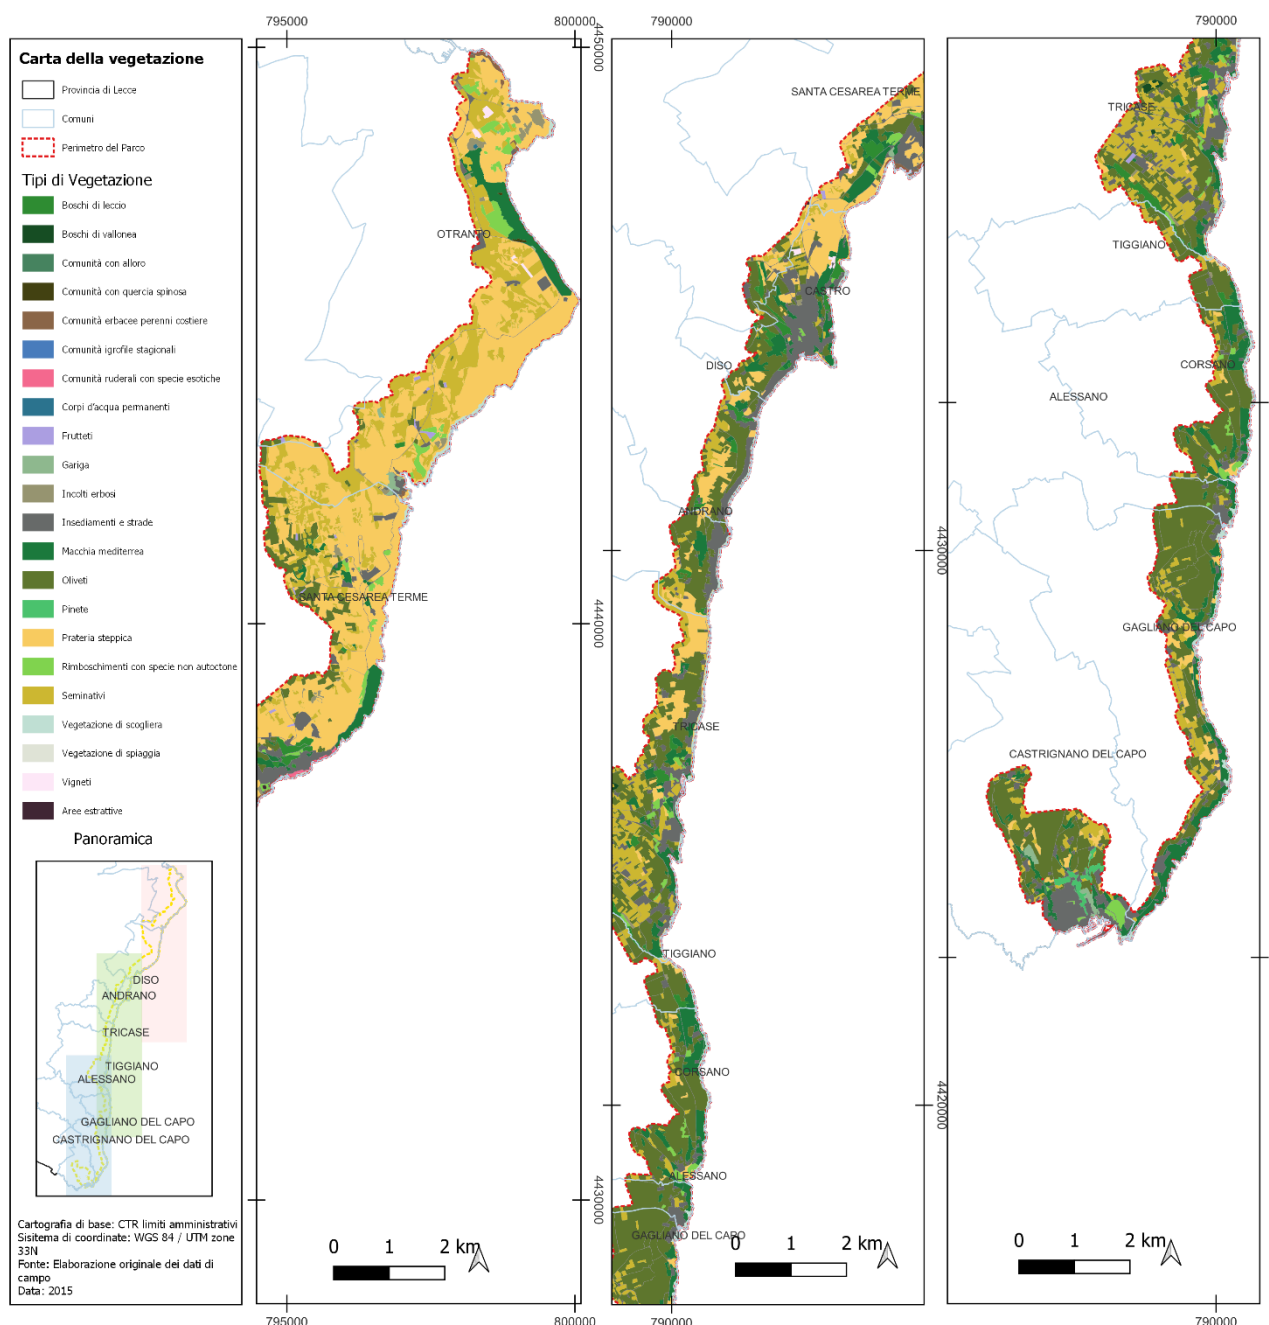 Carta della vegetazione
Provincia di Lecce
Comuni
Perimetro del Parco
Tipi di Vegetazione
Boschi di leccio
Boschi di vallonea
Comunità con alloro
Comunità con quercia spinosa
Comunità erbacee perenni costiere
Comunità igrofile stagionali
Comunità ruderali con specie esotiche
Corpi d'acqua permanenti
Frutteti
Gariga
Incolti erbosi
Insediamenti e strade
Macchia mediterrea
Oliveti
Pinete
Prateria steppica
Rimboschimenti con specie non autoctone
Seminativi
Vegetazione di scogliera
Vegetazione di spiaggia
Vigneti
Aree estrattive
Panoramica
DISO
ANDRANO
TRICASE
TIGGIANO
ALESSANO
GAGLIANO DEL CAPO
CASTRIGNANO DEL CAPO
Cartografia di base: CTR limiti amministrativi
Sisitema di coordinate: WGS 84 / UTM zone
33N
Fonte: Elaborazione originale dei dati di
campo
Data: 2015
795000
800000
4450000
OTRANTO
SANTA CESAREA TERME
4440000
4430000
0 1 2 km
795000
800000
790000
SANTA CESAREA TERME
CASTRO
DISO
ANDRANO
TRICASE
TIGGIANO
CORSANO
ALESSANO
GAGLIANO DEL CAPO
4430000
4420000
0 1 2 km
790000
790000
TRICASE
TIGGIANO
CORSANO
ALESSANO
GAGLIANO DEL CAPO
CASTRIGNANO DEL CAPO
0 1 2 km
790000